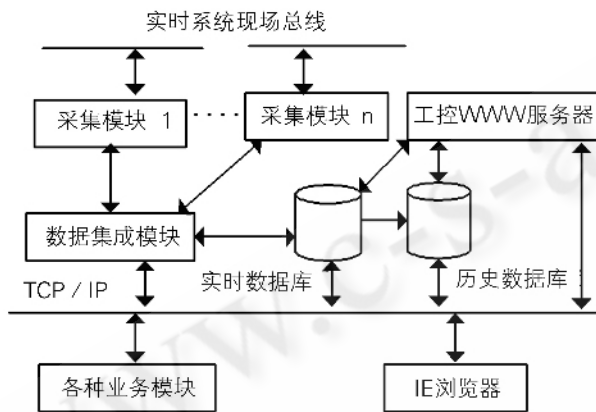 实时系统现场总线
采集模块 1
····
采集模块 n
工控WWW服务器
数据集成模块
实时数据库
历史数据库
TCP / IP
各种业务模块
IE浏览器
www.c-s-a